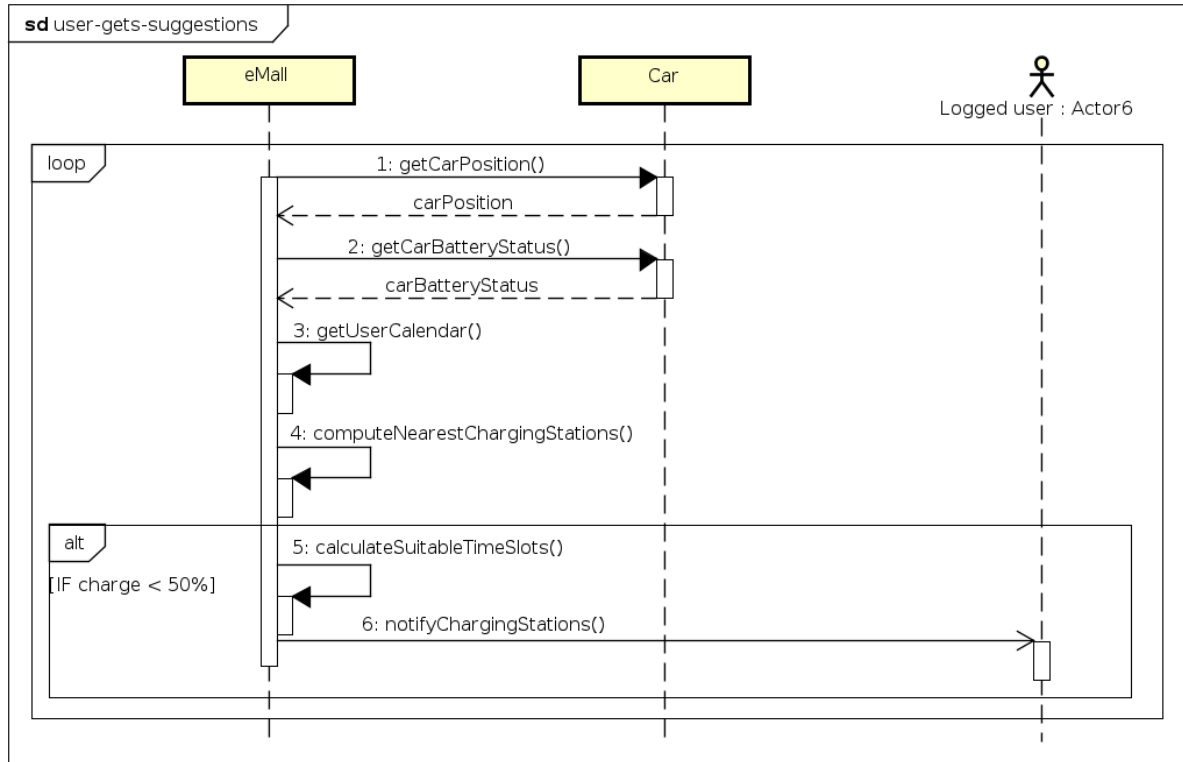 sd user-gets-suggestions
eMall
Car
Logged user : Actor6
loop
1: getCarPosition()
carPosition
2: getCarBatteryStatus()
carBatteryStatus
3: getUserCalendar()
4: computeNearestChargingStations()
alt
5: calculateSuitableTimeSlots()
[IF charge < 50%]
6: notifyChargingStations()